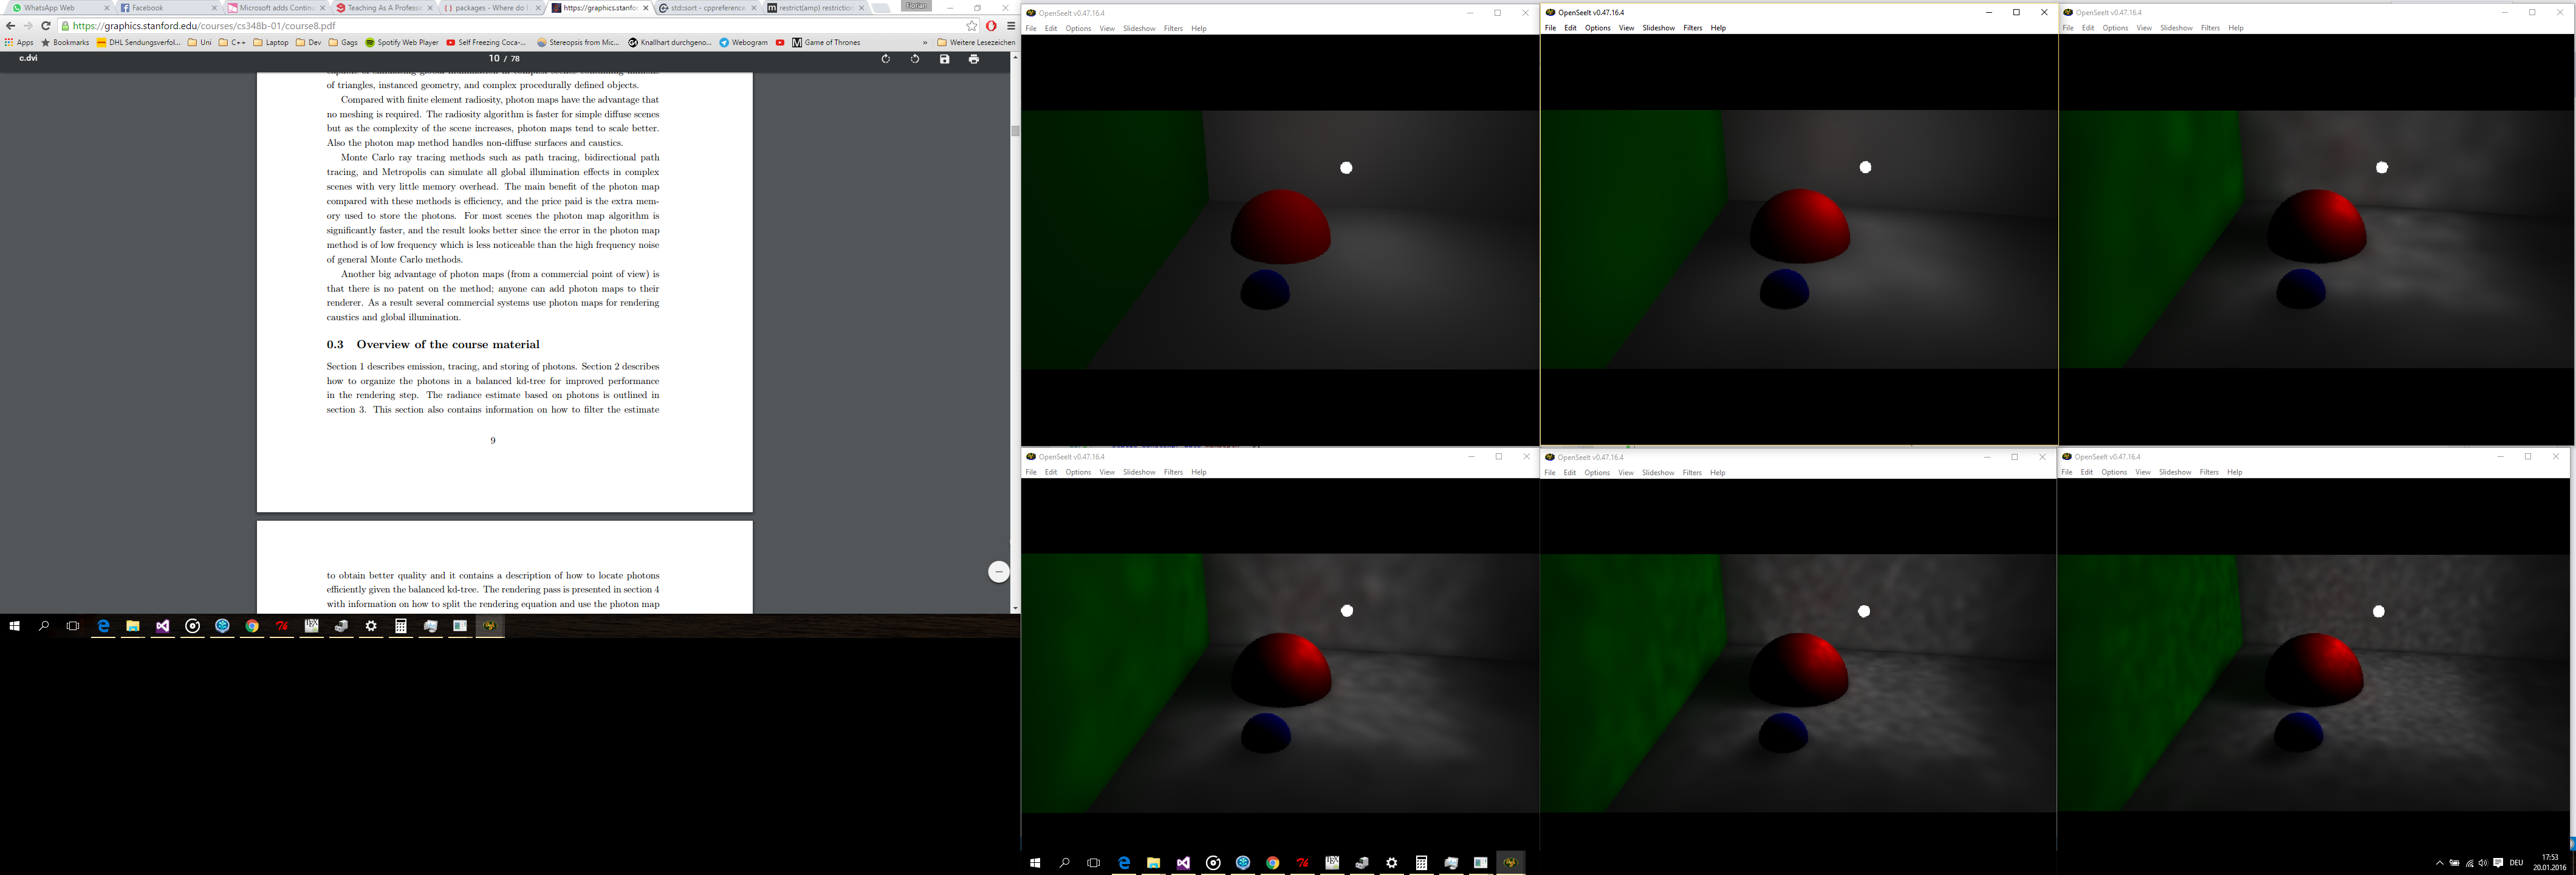 WhatsApp Web
Facebook
Microsoft adds Continu
Teaching As A Professi
{ } packages - Where do I
https://graphics.stanfo
std::sort - cppreference
restrict(amp) restriction
Florian
https://graphics.stanford.edu/courses/cs348b-01/course8.pdf
Apps
Bookmarks
DHL Sendungsverfol...
Uni
C++
Laptop
Dev
Gags
Spotify Web Player
Self Freezing Coca-...
Stereopsis from Mic...
Knallhart durchgeno...
Webogram
Game of Thrones
»
Weitere Lesezeichen
c.dvi
10 / 78
of triangles, instanced geometry, and complex procedurally defined objects.
Compared with finite element radiosity, photon maps have the advantage that
no meshing is required. The radiosity algorithm is faster for simple diffuse scenes
but as the complexity of the scene increases, photon maps tend to scale better.
Also the photon map method handles non-diffuse surfaces and caustics.
Monte Carlo ray tracing methods such as path tracing, bidirectional path
tracing, and Metropolis can simulate all global illumination effects in complex
scenes with very little memory overhead. The main benefit of the photon map
compared with these methods is efficiency, and the price paid is the extra mem-
ory used to store the photons. For most scenes the photon map algorithm is
significantly faster, and the result looks better since the error in the photon map
method is of low frequency which is less noticeable than the high frequency noise
of general Monte Carlo methods.
Another big advantage of photon maps (from a commercial point of view) is
that there is no patent on the method; anyone can add photon maps to their
renderer. As a result several commercial systems use photon maps for rendering
caustics and global illumination.
0.3 Overview of the course material
Section 1 describes emission, tracing, and storing of photons. Section 2 describes
how to organize the photons in a balanced kd-tree for improved performance
in the rendering step. The radiance estimate based on photons is outlined in
section 3. This section also contains information on how to filter the estimate
9
to obtain better quality and it contains a description of how to locate photons
efficiently given the balanced kd-tree. The rendering pass is presented in section 4
with information on how to split the rendering equation and use the photon map
OpenSeeIt v0.47.16.4
File Edit Options View Slideshow Filters Help
OpenSeeIt v0.47.16.4
File Edit Options View Slideshow Filters Help
OpenSeeIt v0.47.16.4
File Edit Options View Slideshow Filters Help
OpenSeeIt v0.47.16.4
File Edit Options View Slideshow Filters Help
OpenSeeIt v0.47.16.4
File Edit Options View Slideshow Filters Help
OpenSeeIt v0.47.16.4
File Edit Options View Slideshow Filters Help
DEU
17:53
20.01.2016